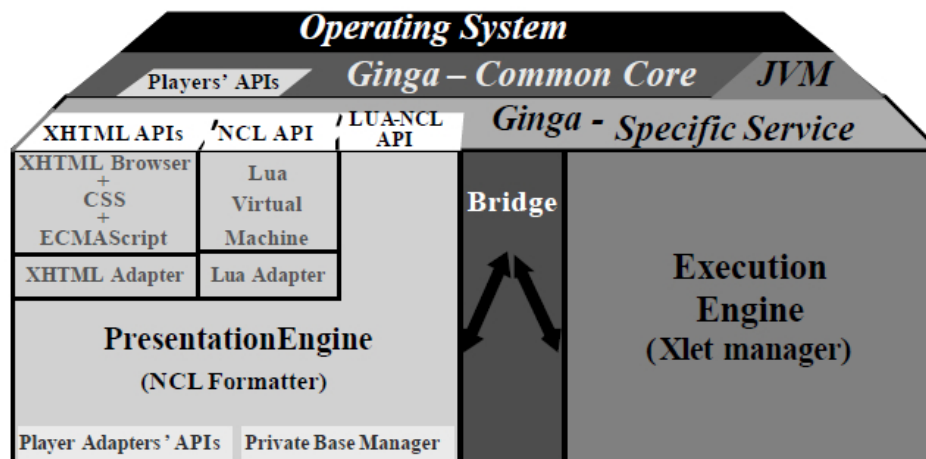 Operating System
Players' APIs
Ginga – Common Core
JVM
XHTML APIs
NCL API
LUA-NCL
API
Ginga - Specific Service
XHTML Browser
+
CSS
+
ECMAScript
Lua
Virtual
Machine
Bridge
XHTML Adapter
Lua Adapter
Execution
Engine
(Xlet manager)
PresentationEngine
(NCL Formatter)
Player Adapters' APIs
Private Base Manager